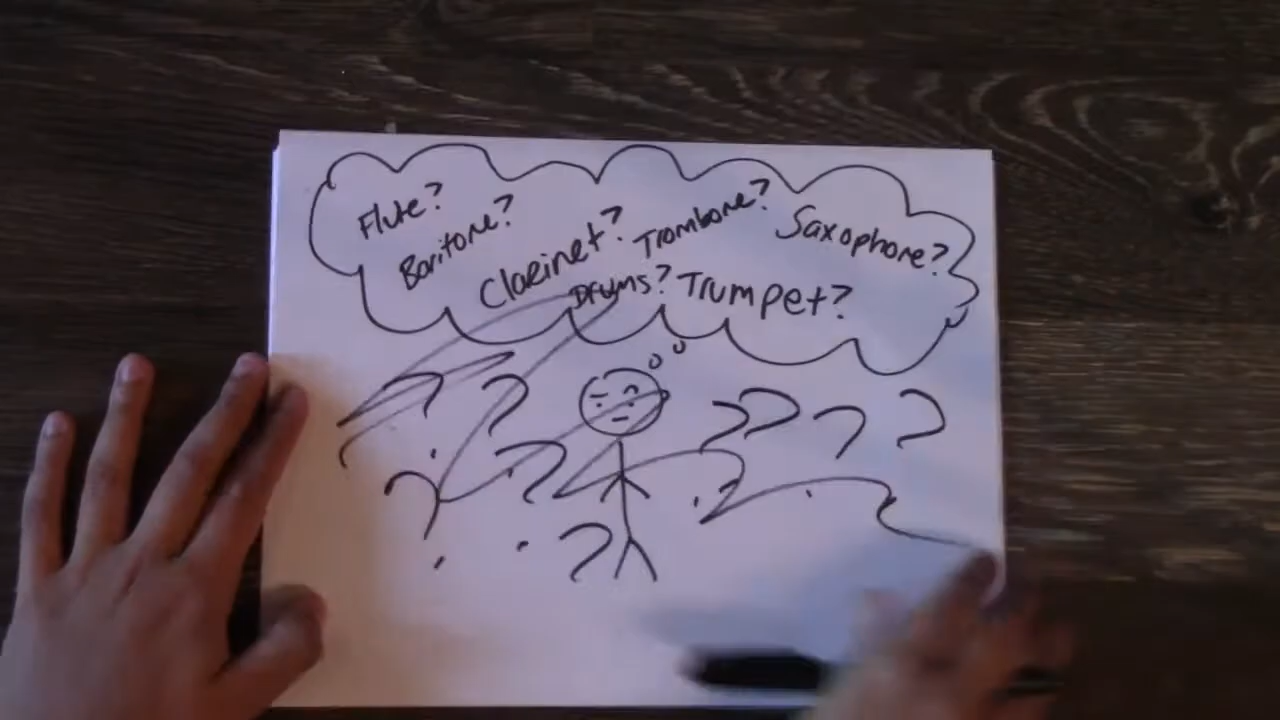 Flute?
Baritone?
Clarinet?
Trombone?
Saxophone?
Drums?
Trumpet?
? ? ? ? ? ?
? ?
?